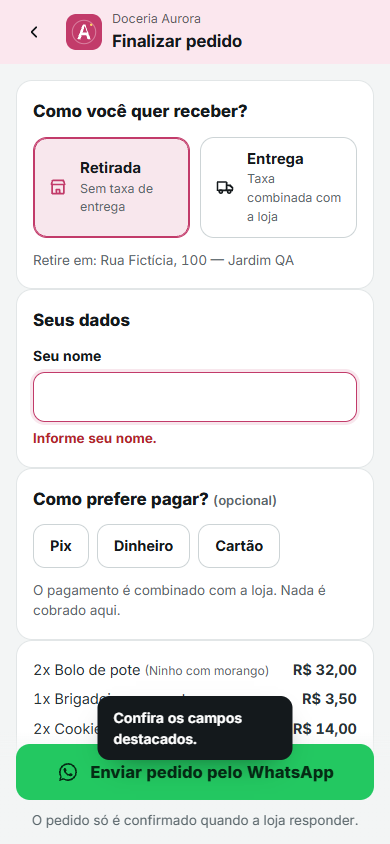 Doceria Aurora
A
Finalizar pedido
Como você quer receber?
Retirada
Sem taxa de
entrega
Entrega
Taxa
combinada com
a loja
Retire em: Rua Fictícia, 100 — Jardim QA
Seus dados
Seu nome
Informe seu nome.
Como prefere pagar? (opcional)
Pix
Dinheiro
Cartão
O pagamento é combinado com a loja. Nada é
cobrado aqui.
2x Bolo de pote (Ninho com morango) R$ 32,00
1x R$ 3,50
2x R$ 14,00
Confira os campos
destacados.
Enviar pedido pelo WhatsApp
O pedido só é confirmado quando a loja responder.